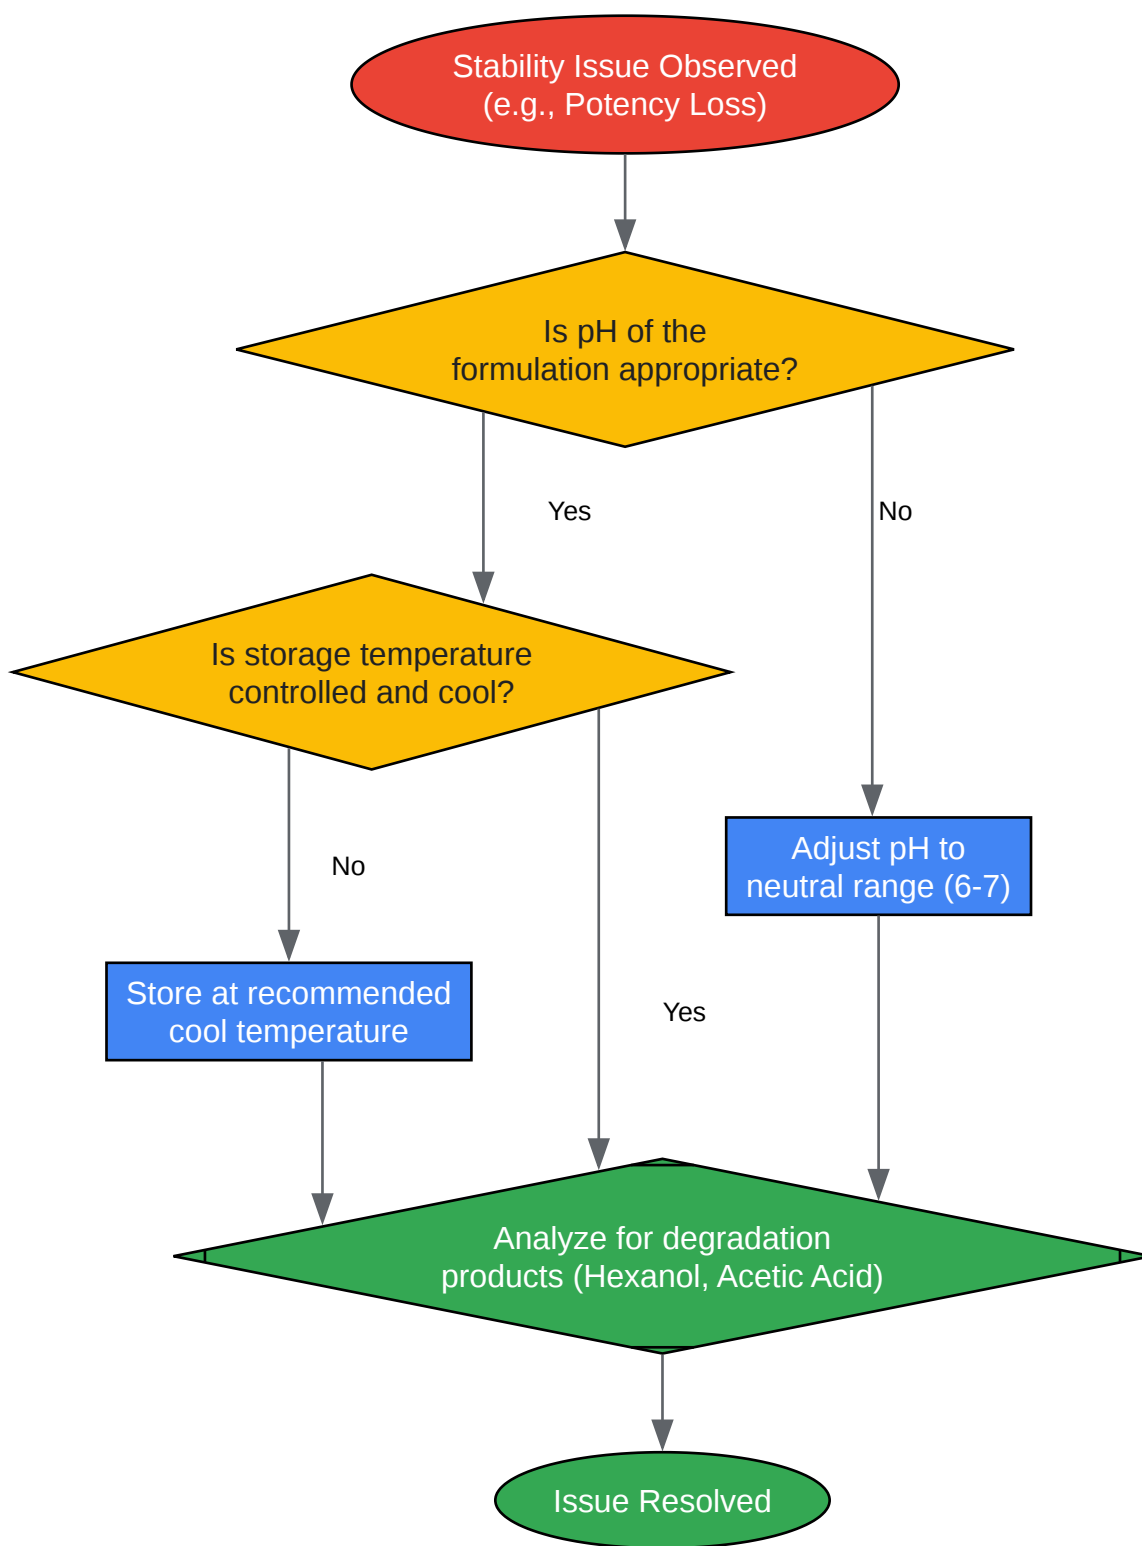 Stability Issue Observed
(e.g., Potency Loss)
Is pH of the
formulation appropriate?
Yes
No
Is storage temperature
controlled and cool?
Adjust pH to
neutral range (6-7)
No
Store at recommended
cool temperature
Yes
Analyze for degradation
products (Hexanol, Acetic Acid)
Issue Resolved